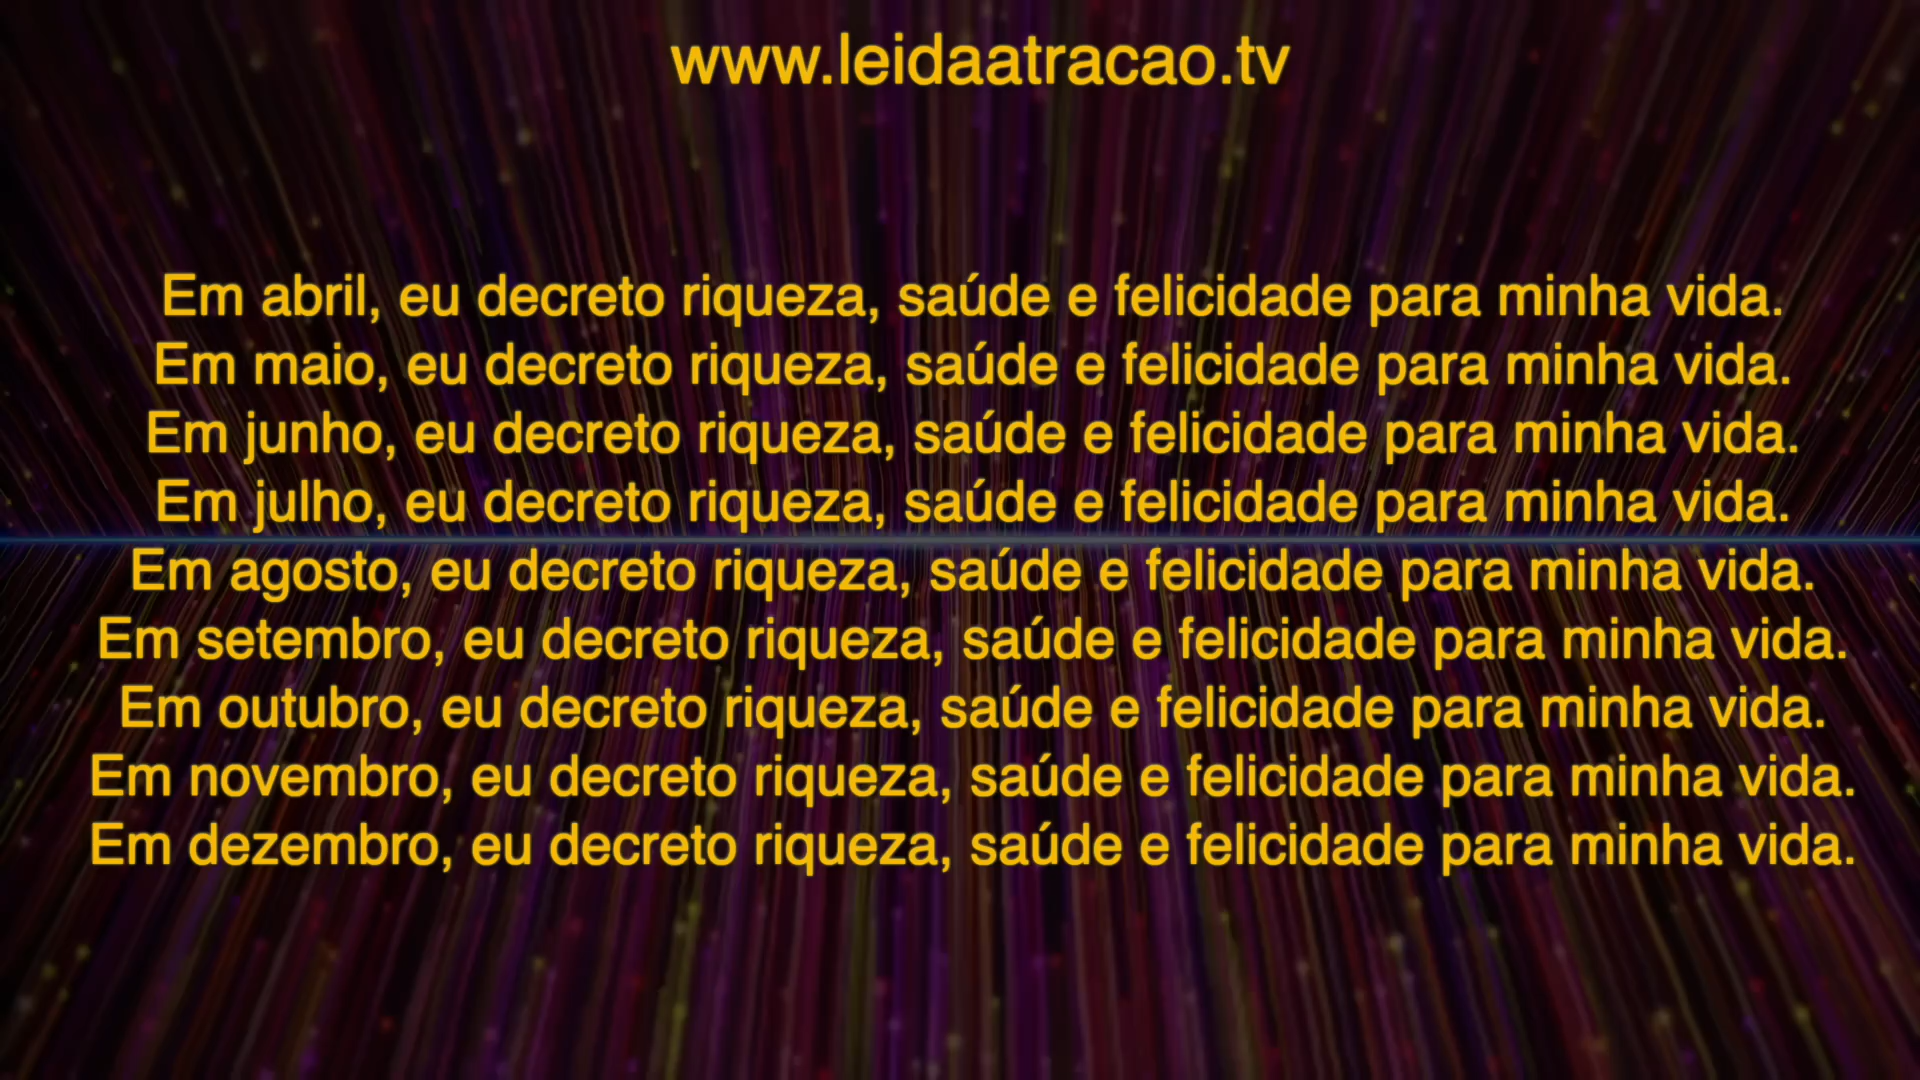 www.leidaatracao.tv
Em abril, eu decreto riqueza, saúde e felicidade para minha vida.
Em maio, eu decreto riqueza, saúde e felicidade para minha vida.
Em junho, eu decreto riqueza, saúde e felicidade para minha vida.
Em julho, eu decreto riqueza, saúde e felicidade para minha vida.
Em agosto, eu decreto riqueza, saúde e felicidade para minha vida.
Em setembro, eu decreto riqueza, saúde e felicidade para minha vida.
Em outubro, eu decreto riqueza, saúde e felicidade para minha vida.
Em novembro, eu decreto riqueza, saúde e felicidade para minha vida.
Em dezembro, eu decreto riqueza, saúde e felicidade para minha vida.